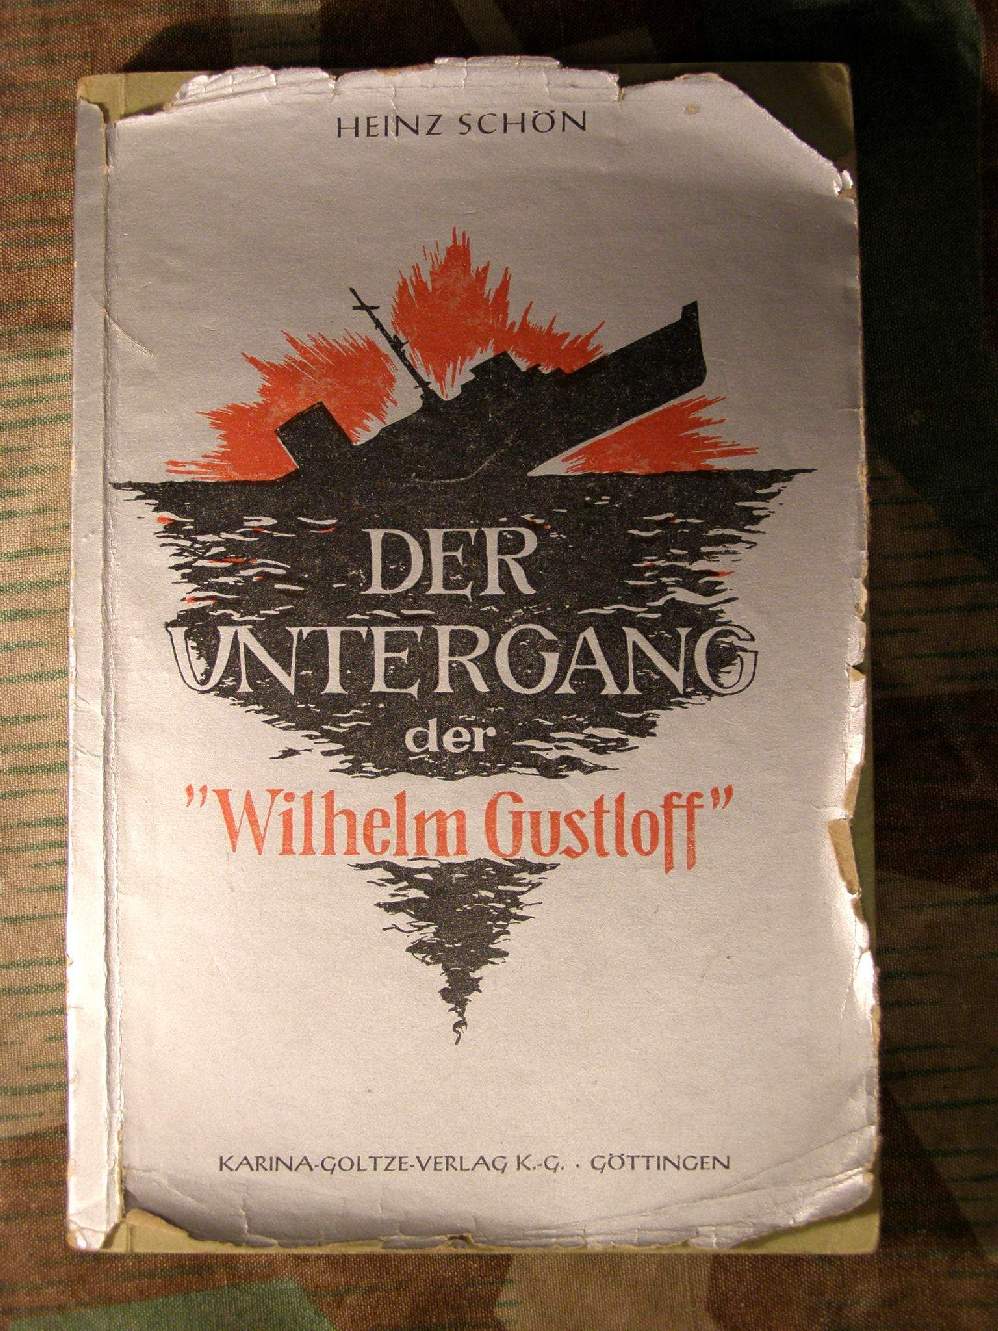 HEINZ SCHÖN
DER
UNTERGANG
der
"Wilhelm Gustloff"
KARINA-GOLTZE-VERLAG K.-G. · GÖTTINGEN